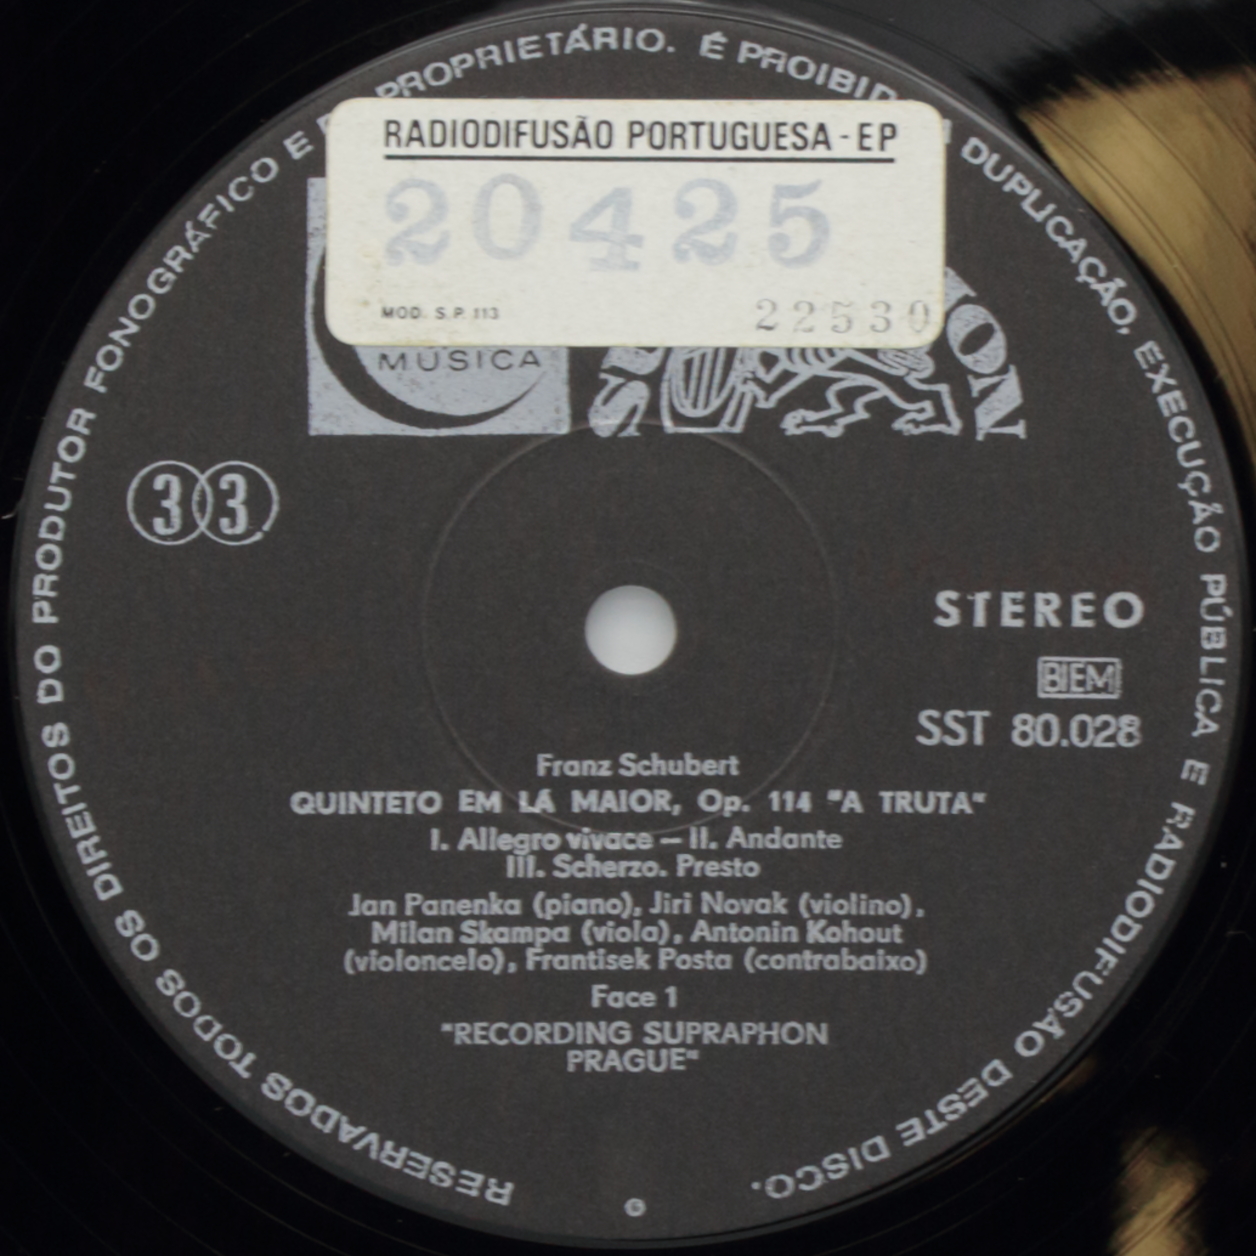 RESERVADOS TODOS OS DIREITOS DO PRODUTOR FONOGRÁFICO E PROPRIETÁRIO. É PROIBID DUPLICAÇÃO, EXECUÇÃO PÚBLICA E RADIODIFUSÃO DESTE DISCO.
RADIODIFUSÃO PORTUGUESA - EP
20425
MOD. S.P. 113
22530
MÚSICA
33
STEREO
BIEM
SST 80.028
Franz Schubert
QUINTETO EM LÁ MAIOR, Op. 114 "A TRUTA"
I. Allegro vivace — II. Andante
III. Scherzo. Presto
Jan Panenka (piano), Jiri Novak (violino),
Milan Skampa (viola), Antonin Kohout
(violoncelo), Frantisek Posta (contrabaixo)
Face 1
"RECORDING SUPRAPHON
PRAGUE"